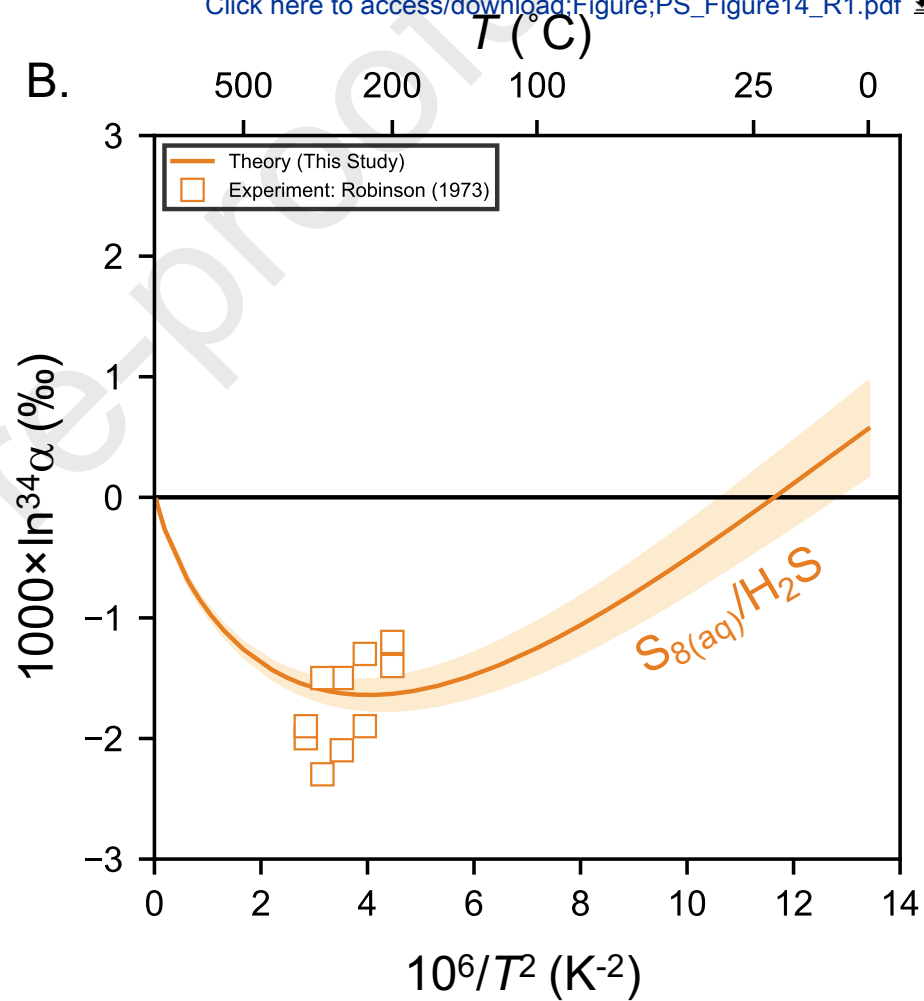 Click here to access/download;Figure;PS_Figure14_R1.pdf
re-proof
B.
T (°C)
500 200 100 25 0
Theory (This Study)
Experiment: Robinson (1973)
1000×ln³⁴α (‰)
3
2
1
0
−1
−2
−3
S₈₍aq₎/H₂S
0 2 4 6 8 10 12 14
10⁶/T² (K⁻²)